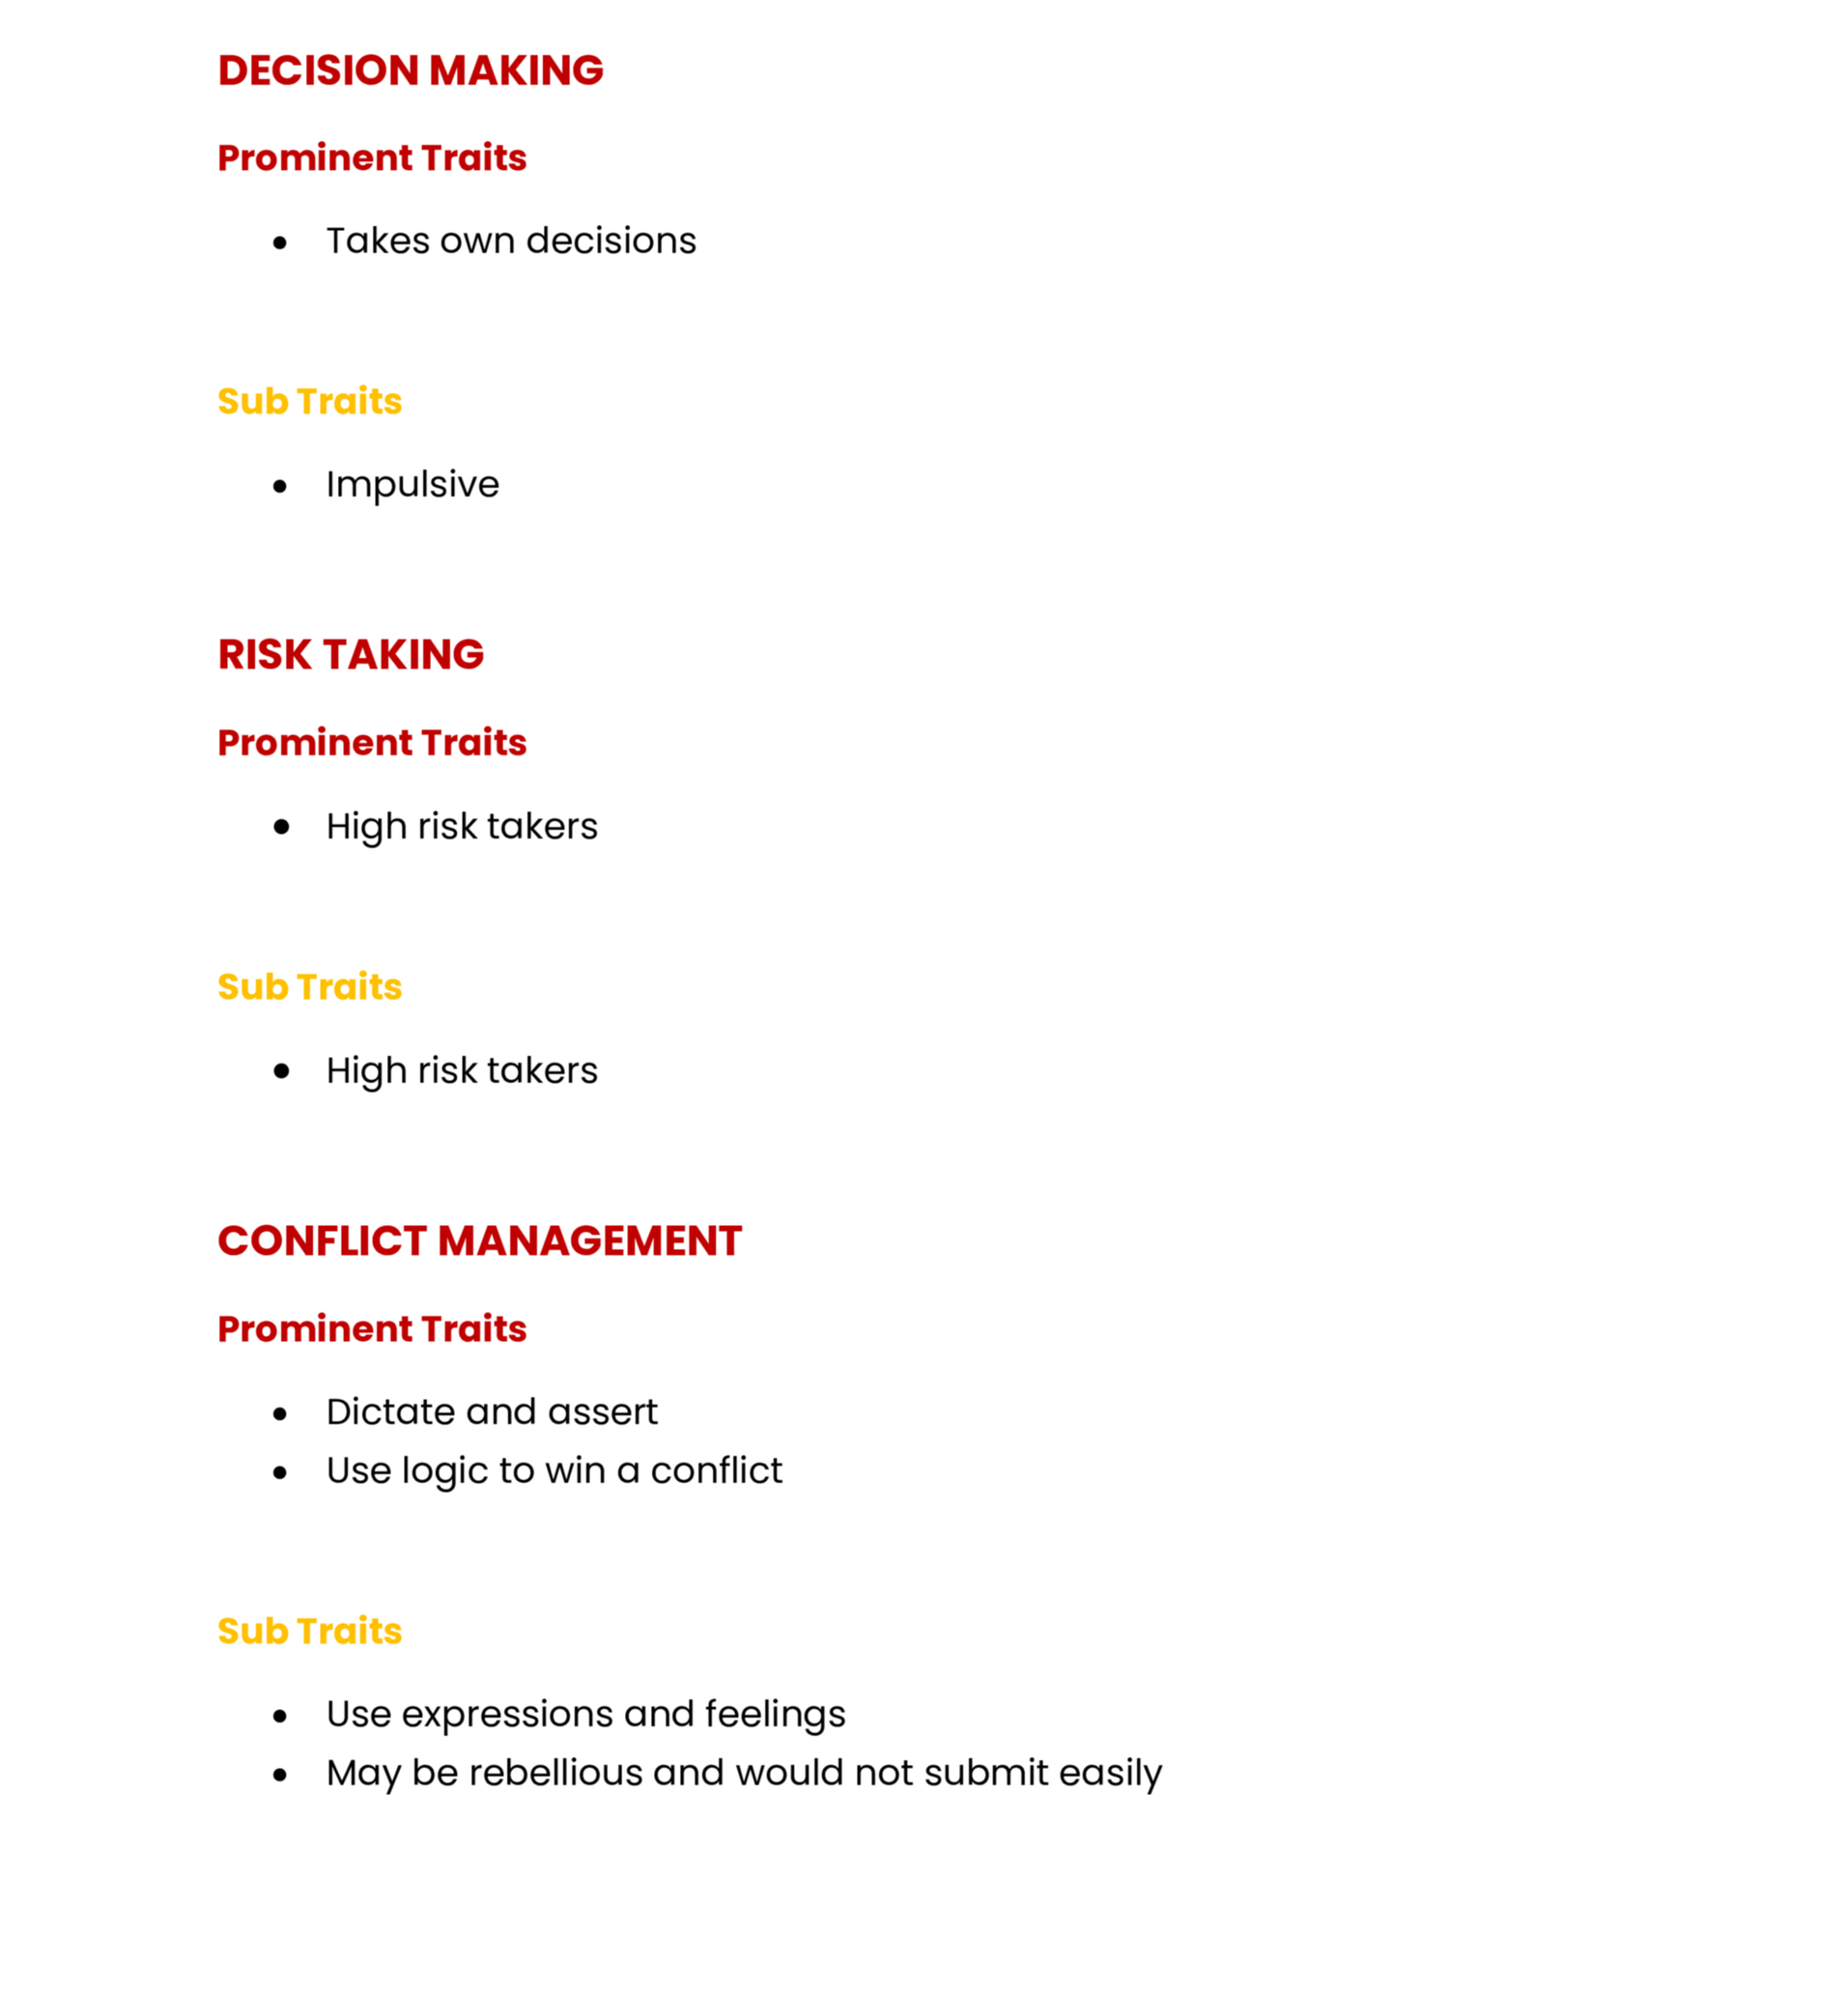 DECISION MAKING
Prominent Traits
● Takes own decisions
Sub Traits
● Impulsive
RISK TAKING
Prominent Traits
● High risk takers
Sub Traits
● High risk takers
CONFLICT MANAGEMENT
Prominent Traits
● Dictate and assert
● Use logic to win a conflict
Sub Traits
● Use expressions and feelings
● May be rebellious and would not submit easily